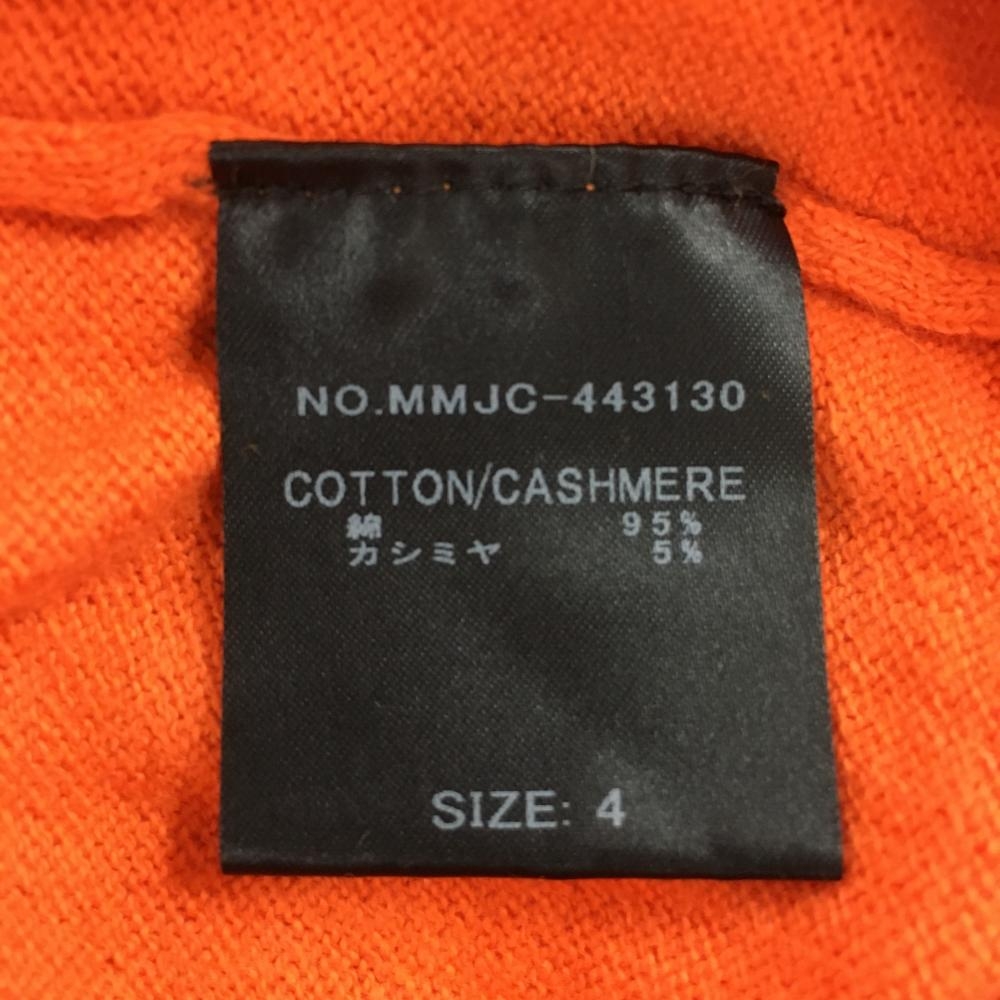 NO.MMJC-443130
COTTON/CASHMERE
綿 95%
カシミヤ 5%
SIZE: 4